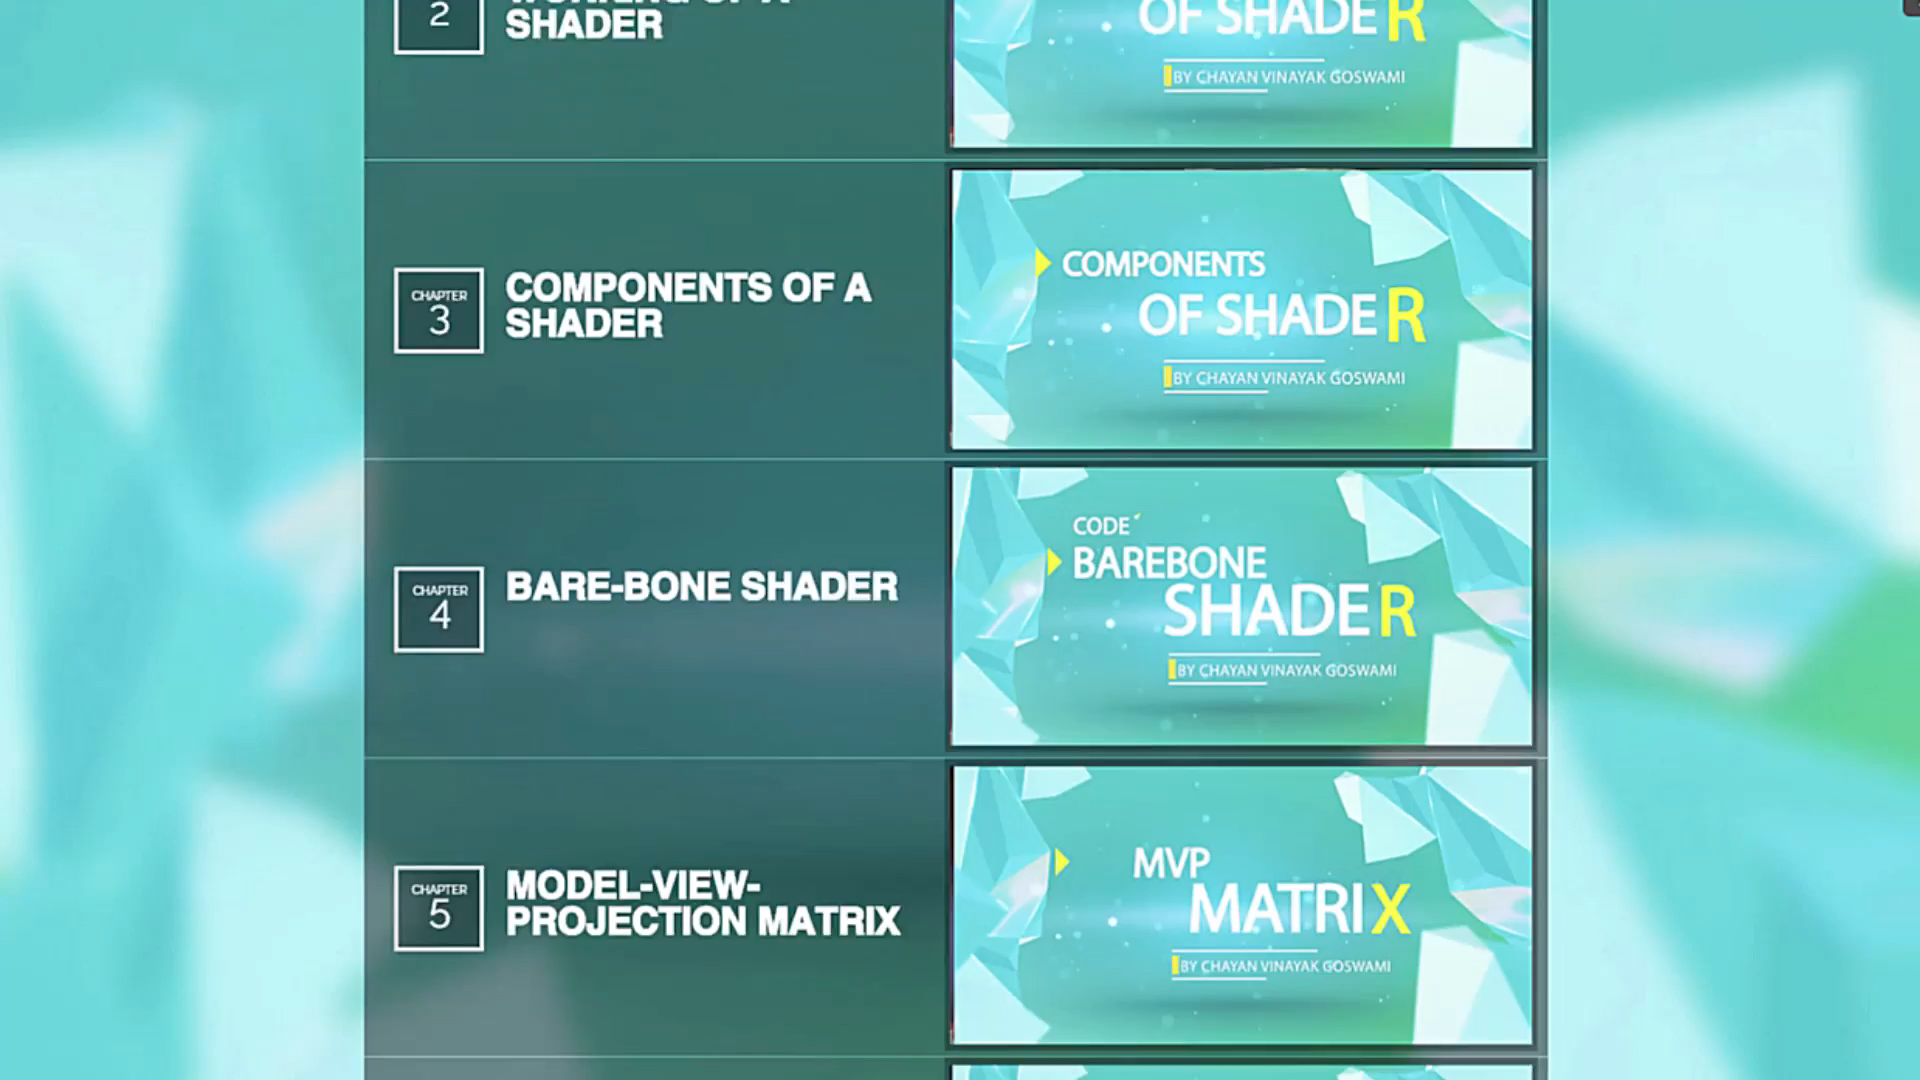 2
WORKING OF A
SHADER
OF SHADER
BY CHAYAN VINAYAK GOSWAMI
CHAPTER
3
COMPONENTS OF A
SHADER
COMPONENTS
OF SHADER
BY CHAYAN VINAYAK GOSWAMI
CHAPTER
4
BARE-BONE SHADER
CODE
BAREBONE
SHADER
BY CHAYAN VINAYAK GOSWAMI
CHAPTER
5
MODEL-VIEW-
PROJECTION MATRIX
MVP
MATRIX
BY CHAYAN VINAYAK GOSWAMI